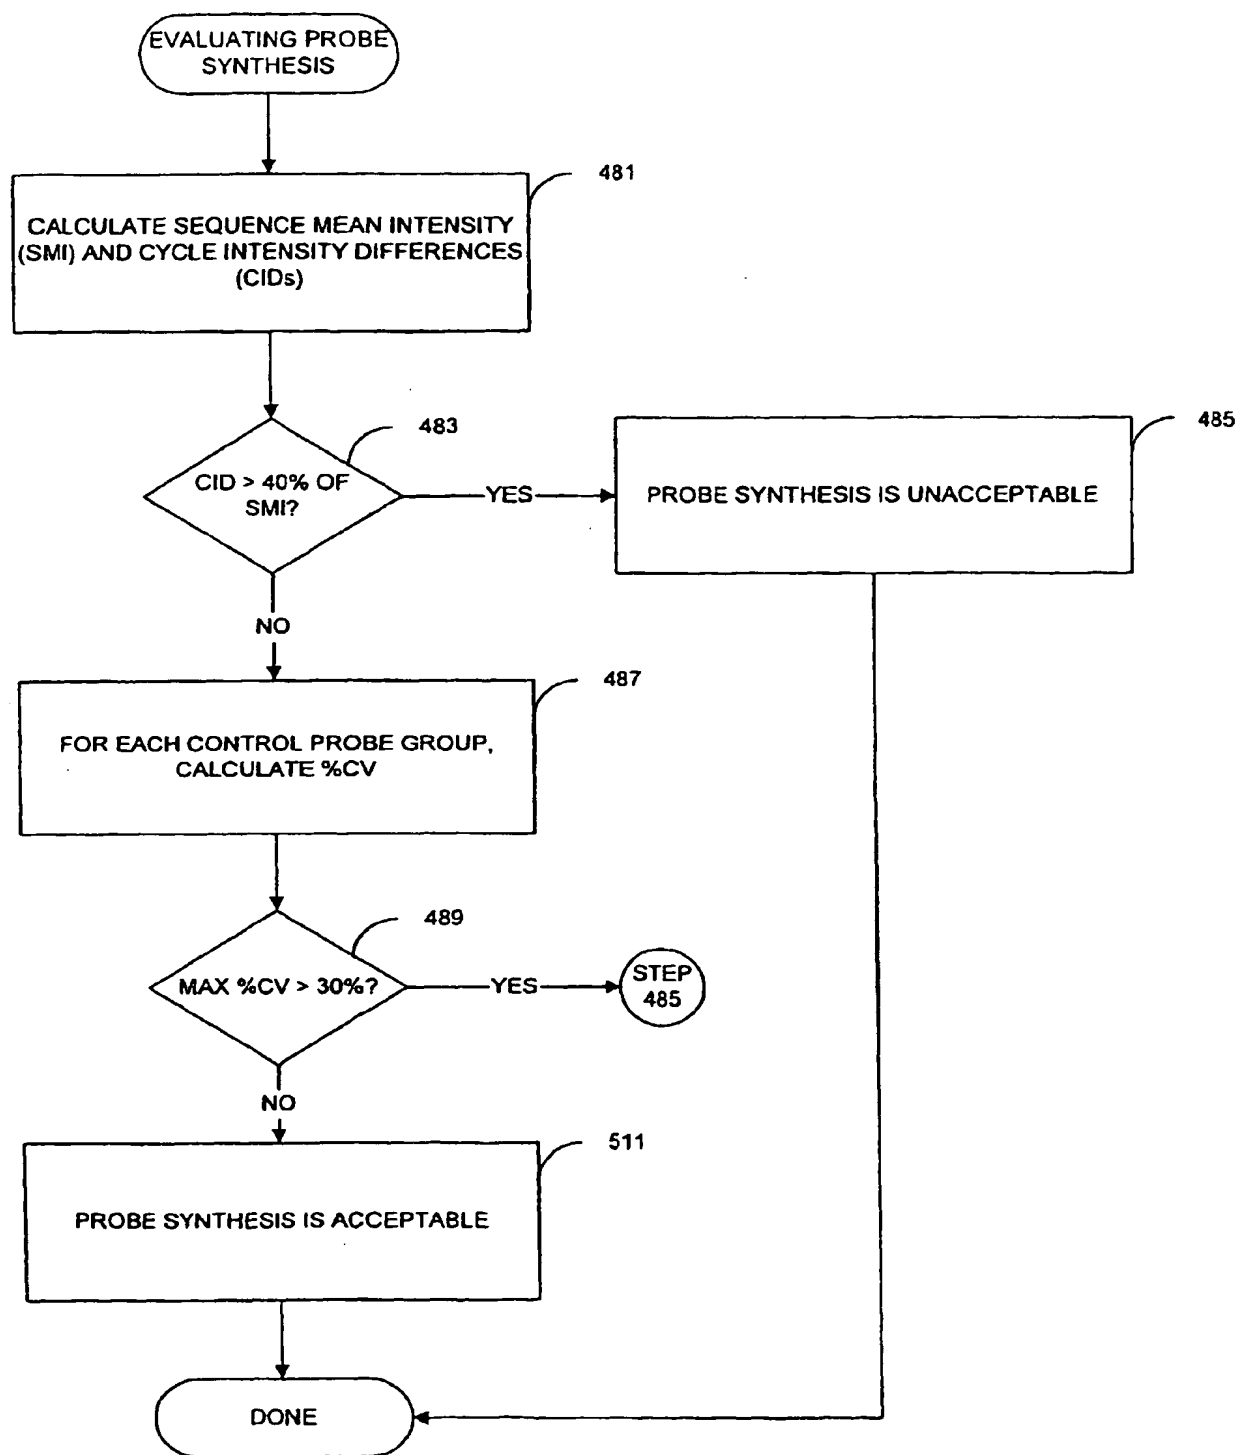 EVALUATING PROBE
SYNTHESIS
481
CALCULATE SEQUENCE MEAN INTENSITY
(SMI) AND CYCLE INTENSITY DIFFERENCES
(CIDs)
483
CID > 40% OF
SMI?
YES
485
PROBE SYNTHESIS IS UNACCEPTABLE
NO
487
FOR EACH CONTROL PROBE GROUP,
CALCULATE %CV
489
MAX %CV > 30%?
YES
STEP
485
NO
511
PROBE SYNTHESIS IS ACCEPTABLE
DONE